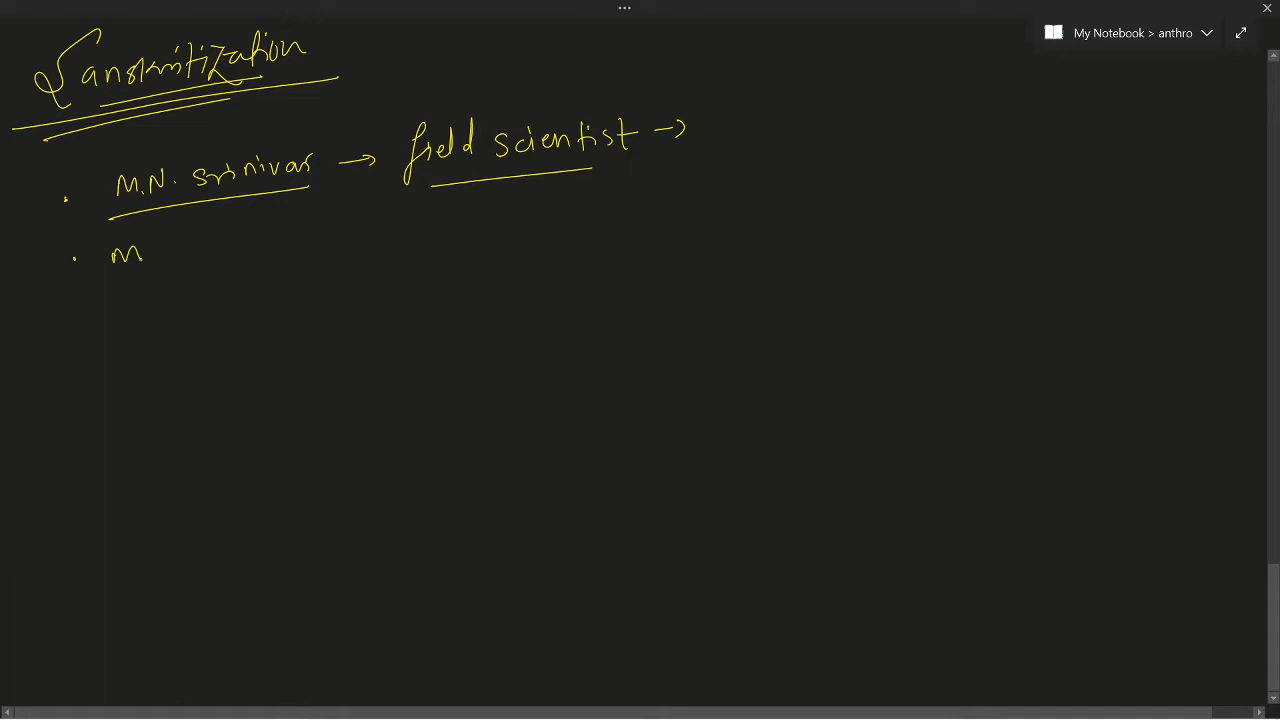 ...
My Notebook > anthro
Sanskritization
. M.N. Srinivas → field scientist →
. M